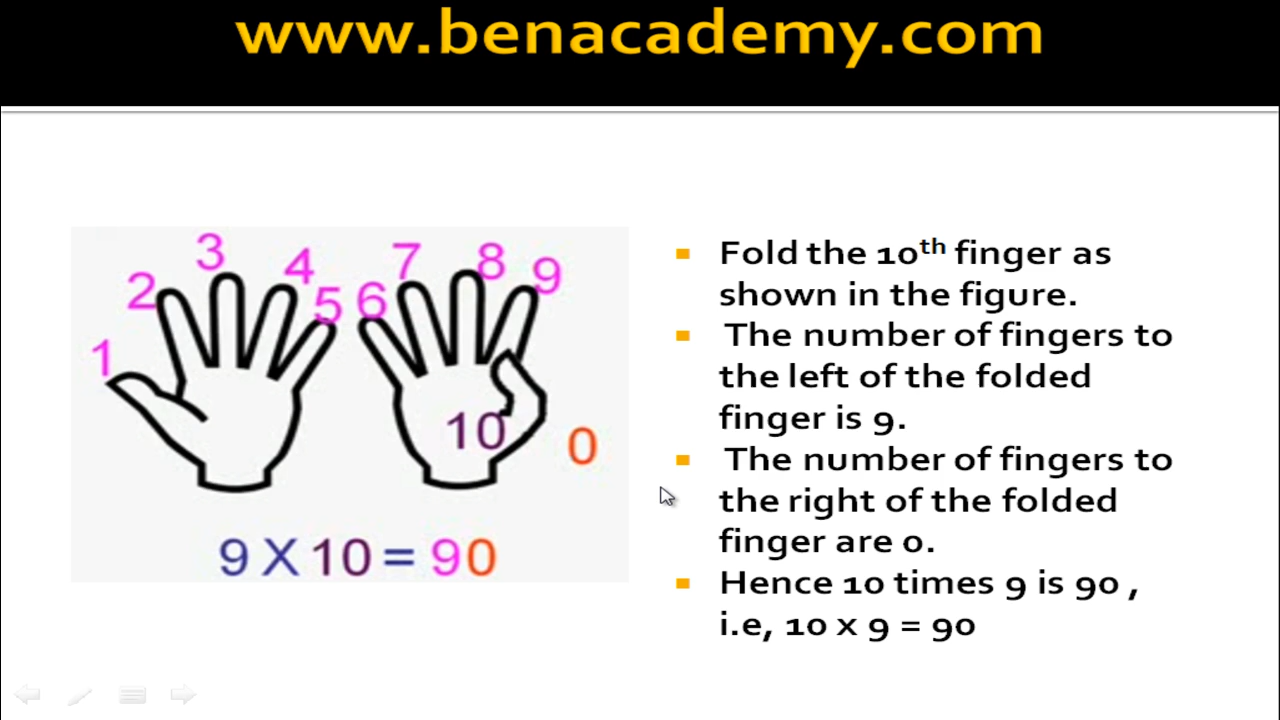 www.benacademy.com
1
2
3
4
5
6
7
8
9
10
0
9 X 10 = 90
Fold the 10th finger as
shown in the figure.
The number of fingers to
the left of the folded
finger is 9.
The number of fingers to
the right of the folded
finger are 0.
Hence 10 times 9 is 90 ,
i.e, 10 x 9 = 90